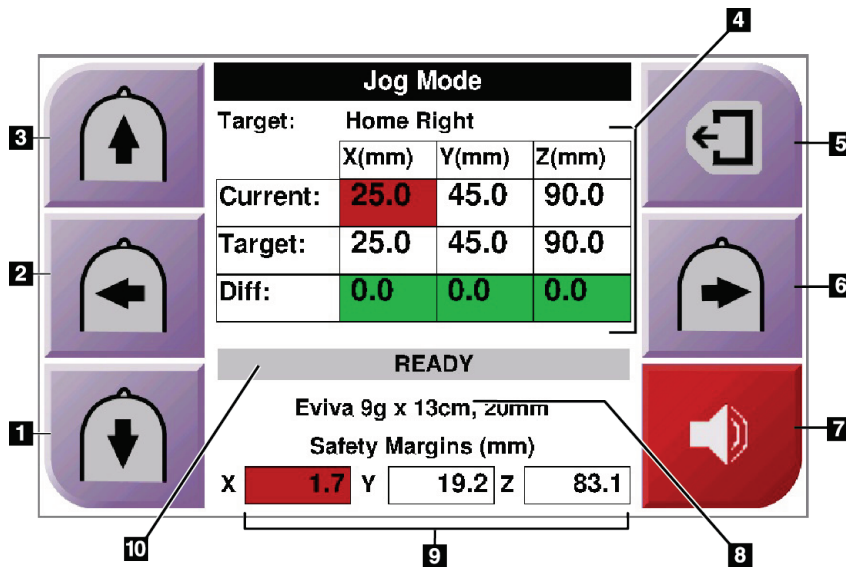 4
Jog Mode
Target: Home Right
3
5
X(mm) Y(mm) Z(mm)
Current: 25.0 45.0 90.0
Target: 25.0 45.0 90.0
2
6
Diff: 0.0 0.0 0.0
READY
Eviva 9g x 13cm, 20mm
1
7
Safety Margins (mm)
X 1.7 Y 19.2 Z 83.1
10
9
8